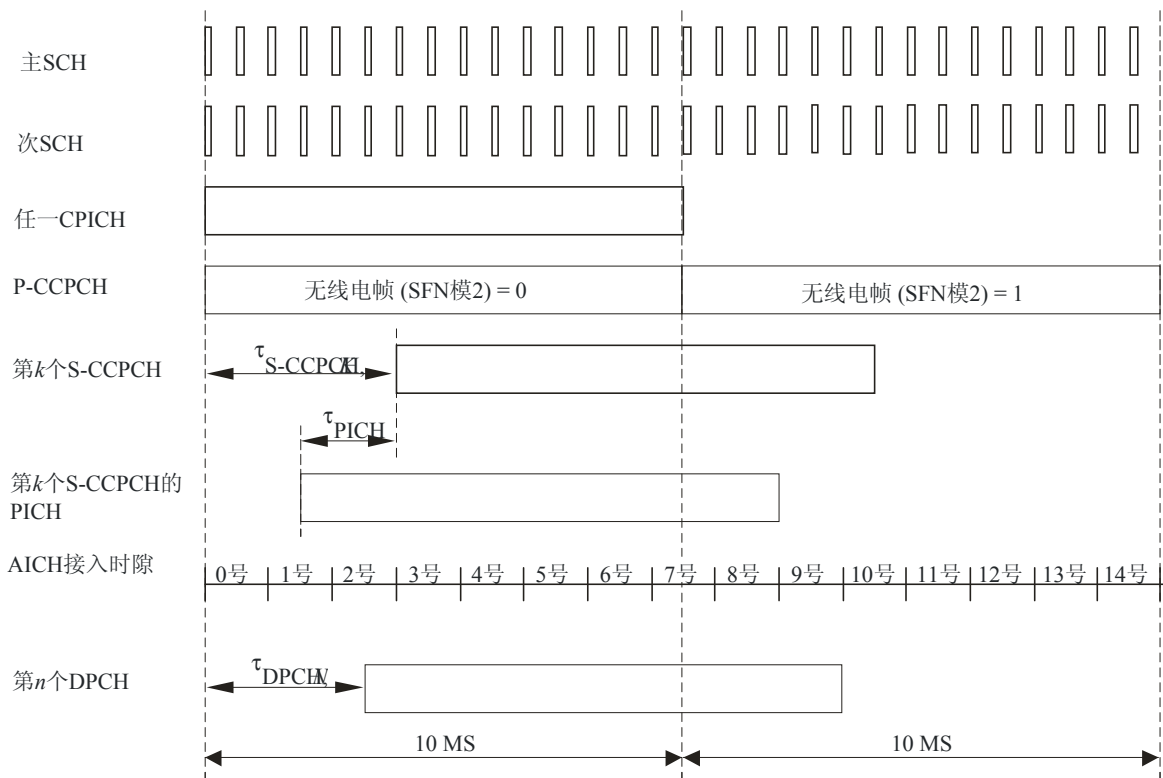 主SCH
次SCH
任一CPICH
P-CCPCH
无线电帧 (SFN模2) = 0
无线电帧 (SFN模2) = 1
第k个S-CCPCH
τS-CCPCH,K
τPICH
第k个S-CCPCH的
PICH
AICH接入时隙
0号 1号 2号 3号 4号 5号 6号 7号 8号 9号 10号 11号 12号 13号 14号
第n个DPCH
τDPCH,N
10 MS
10 MS